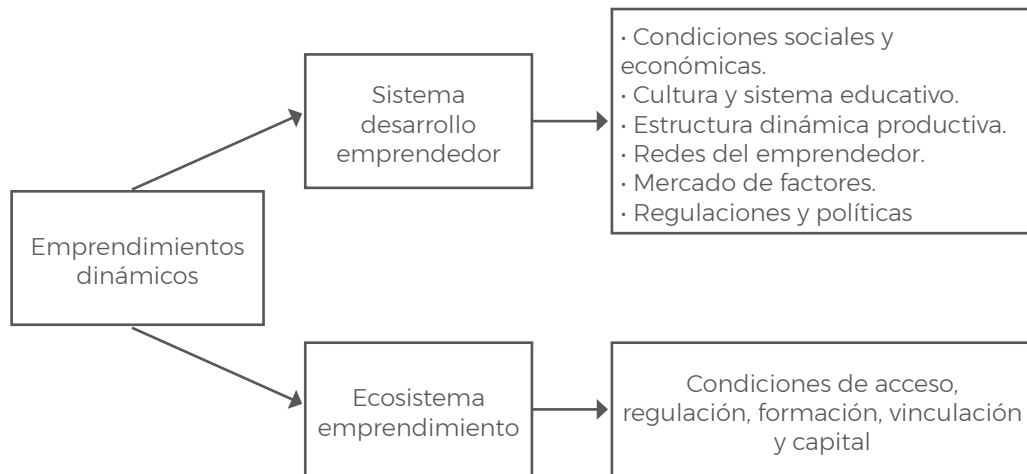 Emprendimientos
dinámicos
Sistema
desarrollo
emprendedor
· Condiciones sociales y
económicas.
· Cultura y sistema educativo.
· Estructura dinámica productiva.
· Redes del emprendedor.
· Mercado de factores.
· Regulaciones y políticas
Ecosistema
emprendimiento
Condiciones de acceso,
regulación, formación, vinculación
y capital